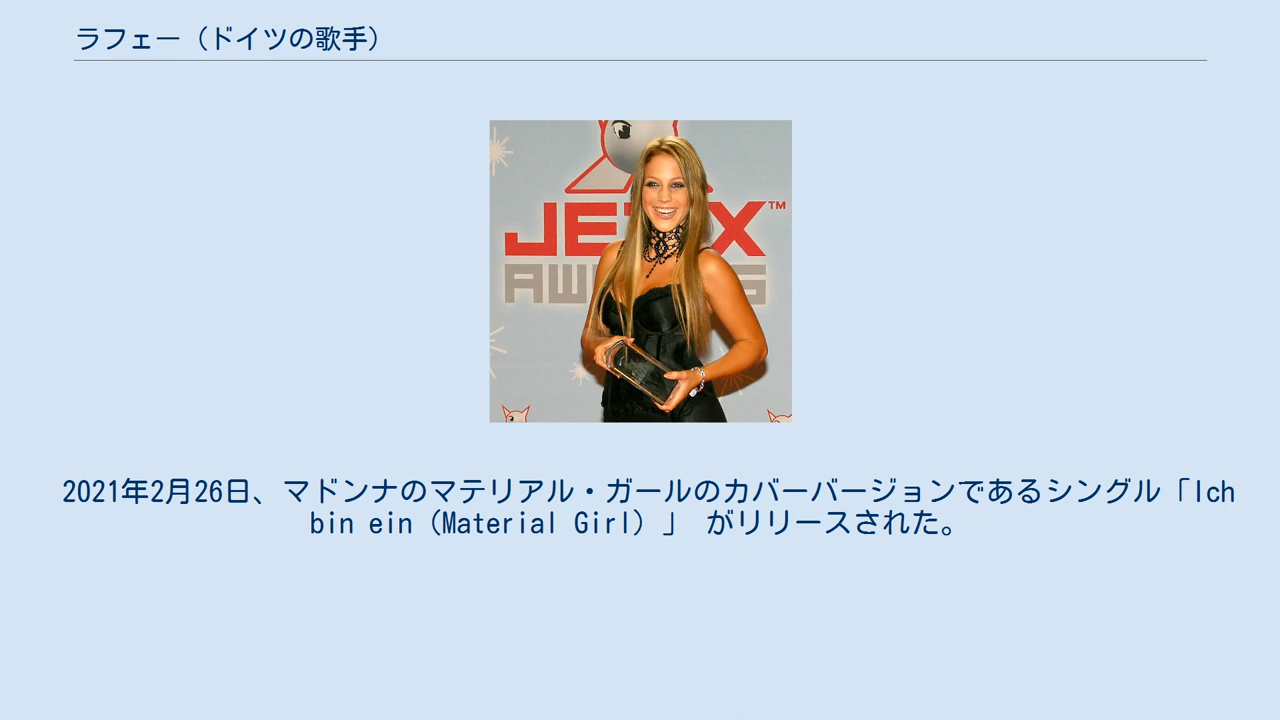 ラフェー（ドイツの歌手）
JET X™
AWARDS
2021年2月26日、マドンナのマテリアル・ガールのカバーバージョンであるシングル「Ich
bin ein（Material Girl）」 がリリースされた。